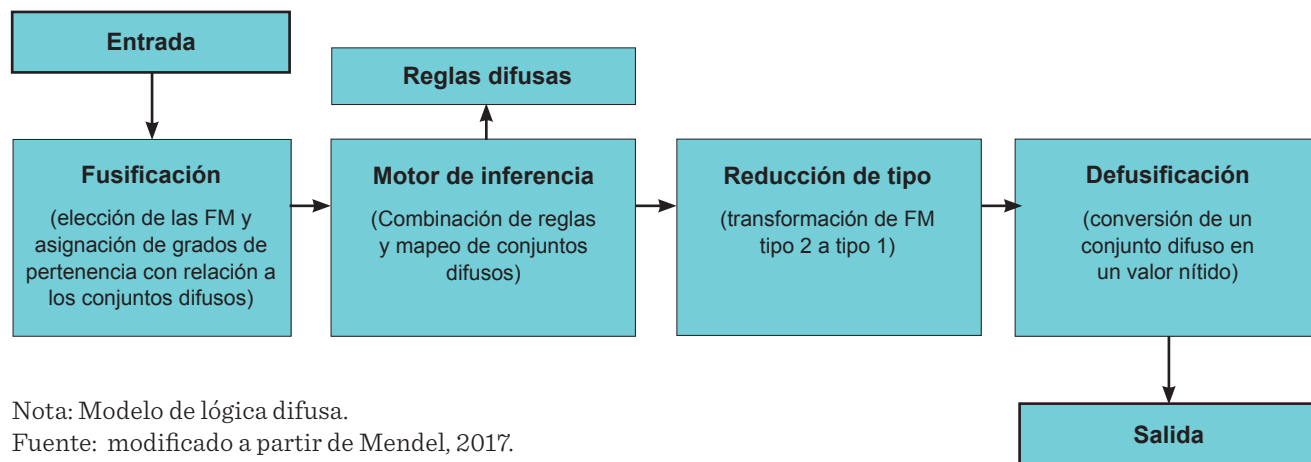 Entrada
Reglas difusas
Fusificación
(elección de las FM y
asignación de grados de
pertenencia con relación a
los conjuntos difusos)
Motor de inferencia
(Combinación de reglas
y mapeo de conjuntos
difusos)
Reducción de tipo
(transformación de FM
tipo 2 a tipo 1)
Defusificación
(conversión de un
conjunto difuso en
un valor nítido)
Salida
Nota: Modelo de lógica difusa.
Fuente: modificado a partir de Mendel, 2017.